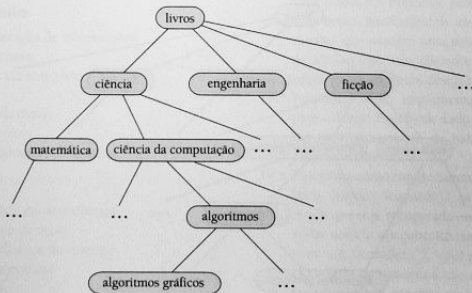 livros
ciência engenharia ficção ...
matemática ciência da computação ... ... ...
... ... algoritmos ...
algoritmos gráficos ...